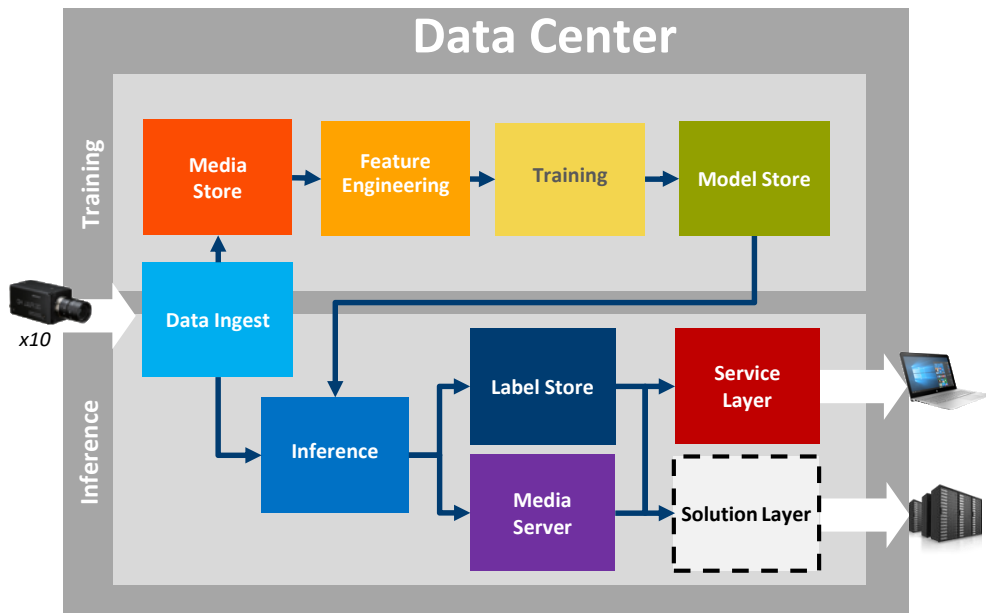 Data Center
Training
Media
Store
Feature
Engineering
Training
Model Store
Data Ingest
x10
Inference
Inference
Label Store
Service
Layer
Media
Server
Solution Layer